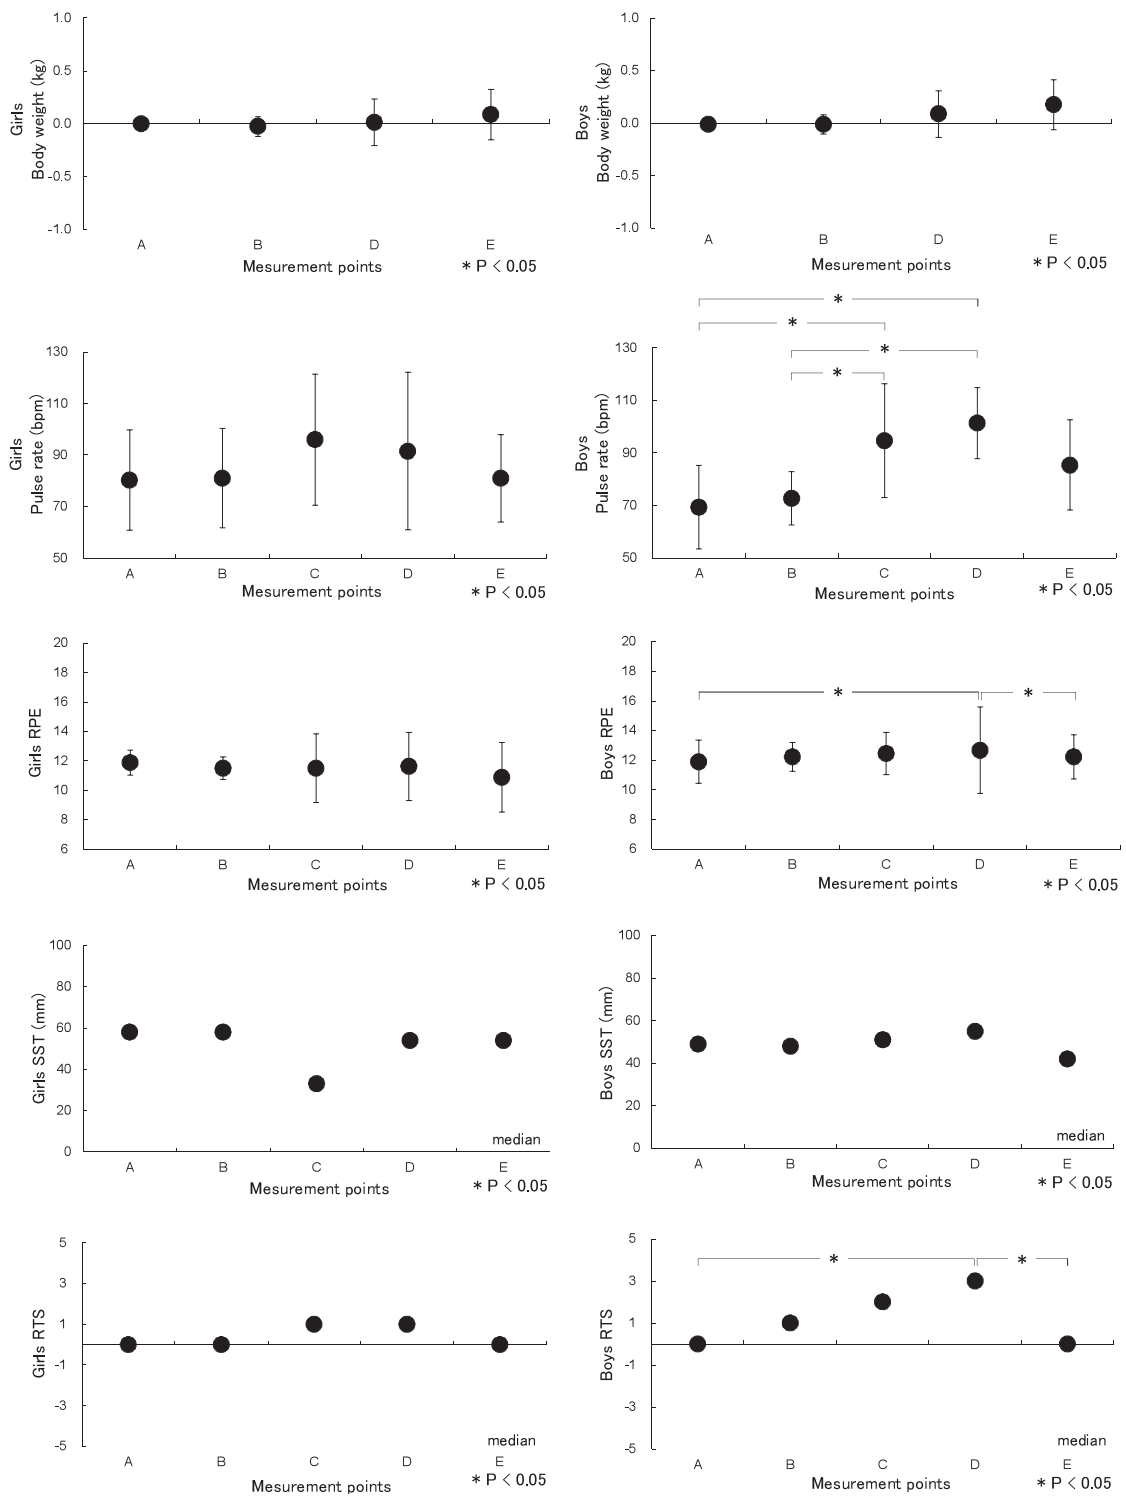 Girls
Body weight (kg)
1.0
0.5
0.0
-0.5
-1.0
A B D E
Mesurement points
* P < 0.05
Boys
Body weight (kg)
1.0
0.5
0.0
-0.5
-1.0
A B D E
Mesurement points
* P < 0.05
Girls
Pulse rate (bpm)
130
110
90
70
50
A B C D E
Mesurement points
* P < 0.05
Boys
Pulse rate (bpm)
*
*
*
*
130
110
90
70
50
A B C D E
Mesurement points
* P < 0.05
Girls RPE
20
18
16
14
12
10
8
6
A B C D E
Mesurement points
* P < 0.05
Boys RPE
20
18
16
14
12
10
8
6
* *
A B C D E
Mesurement points
* P < 0.05
Girls SST (mm)
100
80
60
40
20
0
median
A B C D E
Mesurement points
* P < 0.05
Boys SST (mm)
100
80
60
40
20
0
median
A B C D E
Mesurement points
* P < 0.05
Girls RTS
5
3
1
-1
-3
-5
median
A B C D E
Mesurement points
* P < 0.05
Boys RTS
5
3
1
-1
-3
-5
* *
median
A B C D E
Mesurement points
* P < 0.05